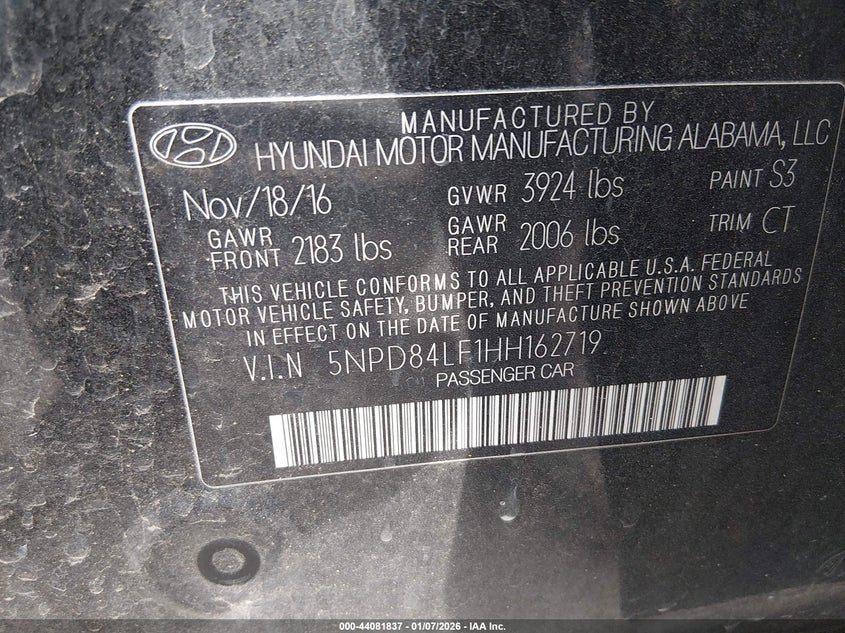 MANUFACTURED BY
HYUNDAI MOTOR MANUFACTURING ALABAMA, LLC
Nov/18/16 GVWR 3924 lbs PAINT S3
GAWR FRONT 2183 lbs GAWR REAR 2006 lbs TRIM CT
THIS VEHICLE CONFORMS TO ALL APPLICABLE U.S.A. FEDERAL
MOTOR VEHICLE SAFETY, BUMPER, AND THEFT PREVENTION STANDARDS
IN EFFECT ON THE DATE OF MANUFACTURE SHOWN ABOVE
V.I.N 5NPD84LF1HH162719
PASSENGER CAR
000-44081837 - 01/07/2026 - IAA Inc.